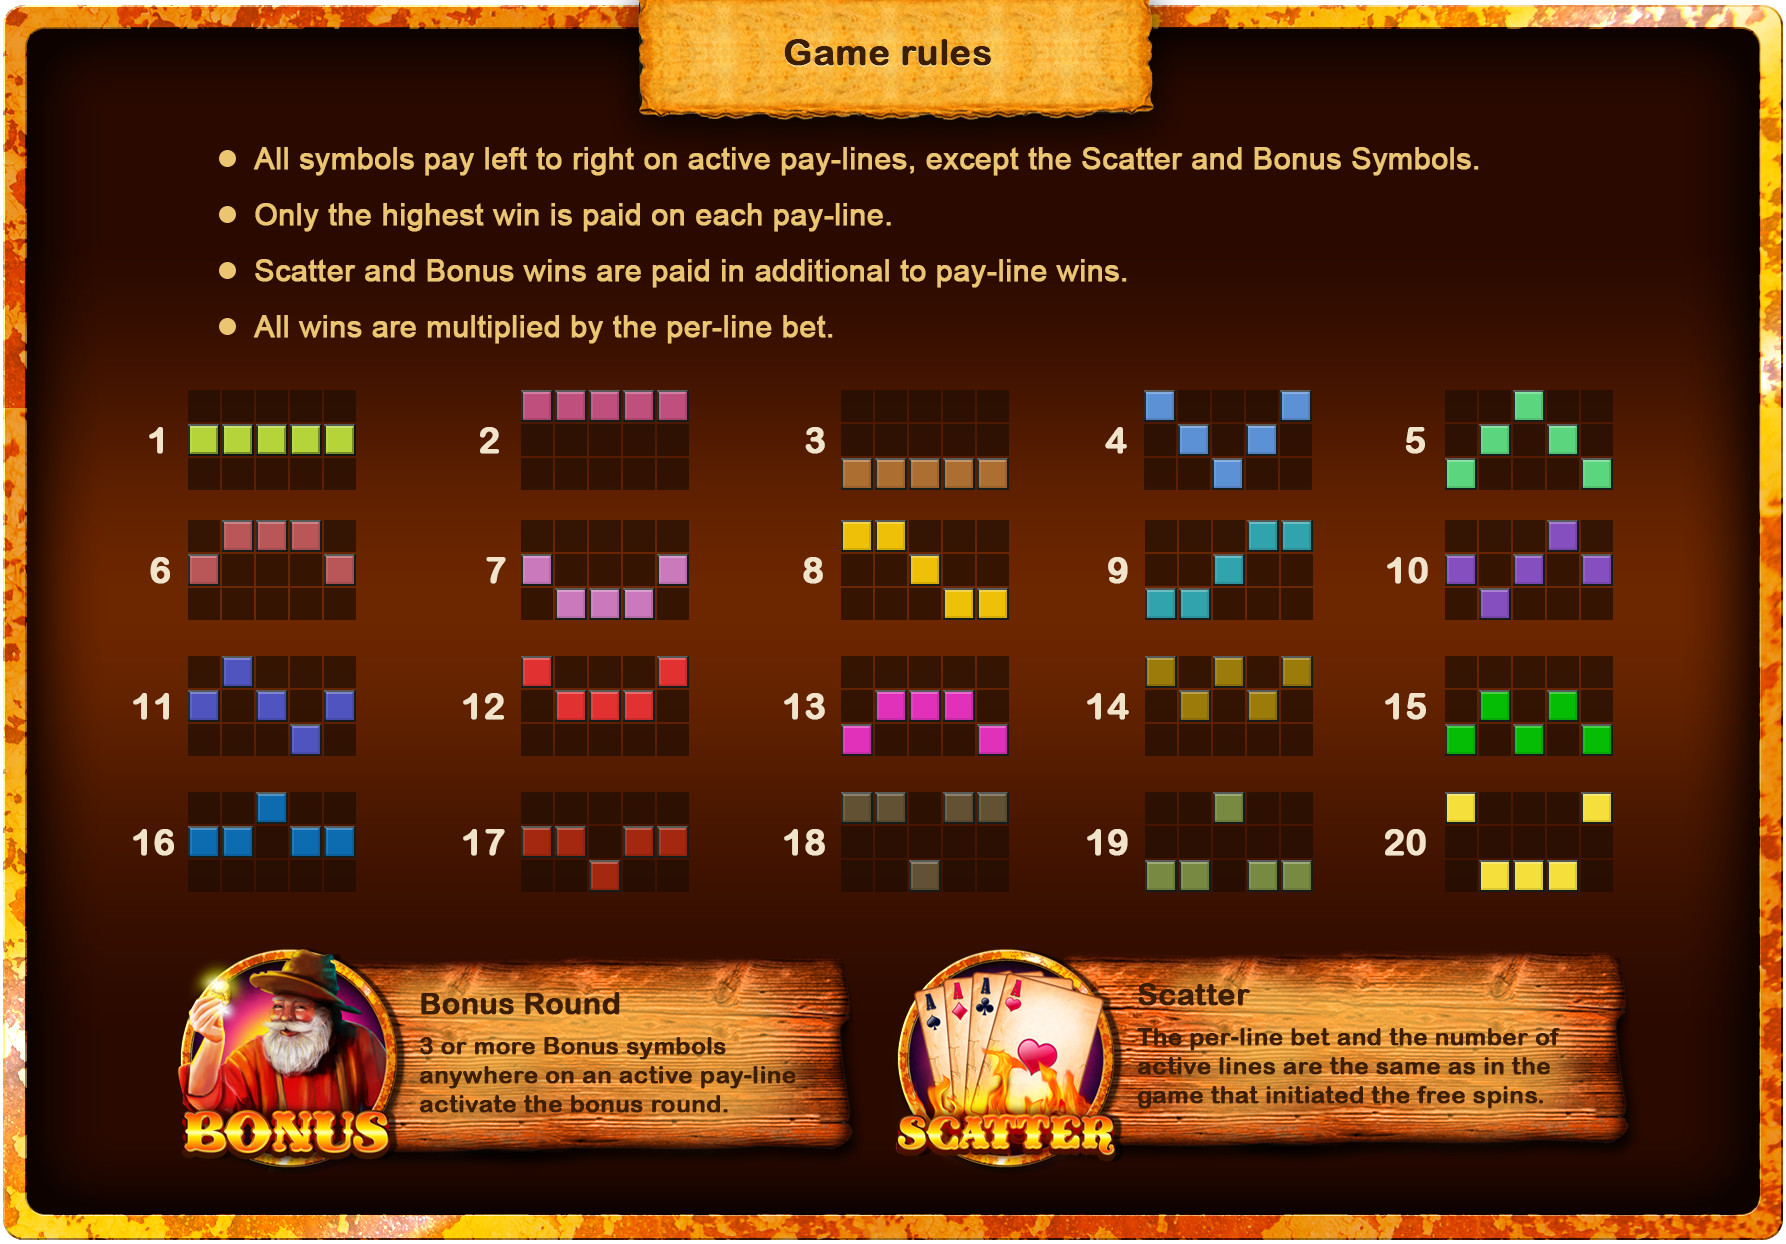 Game rules
All symbols pay left to right on active pay-lines, except the Scatter and Bonus Symbols.
Only the highest win is paid on each pay-line.
Scatter and Bonus wins are paid in additional to pay-line wins.
All wins are multiplied by the per-line bet.
1 2 3 4 5
6 7 8 9 10
11 12 13 14 15
16 17 18 19 20
BONUS
Bonus Round
3 or more Bonus symbols
anywhere on an active pay-line
activate the bonus round.
A A A A
SCATTER
Scatter
The per-line bet and the number of
active lines are the same as in the
game that initiated the free spins.